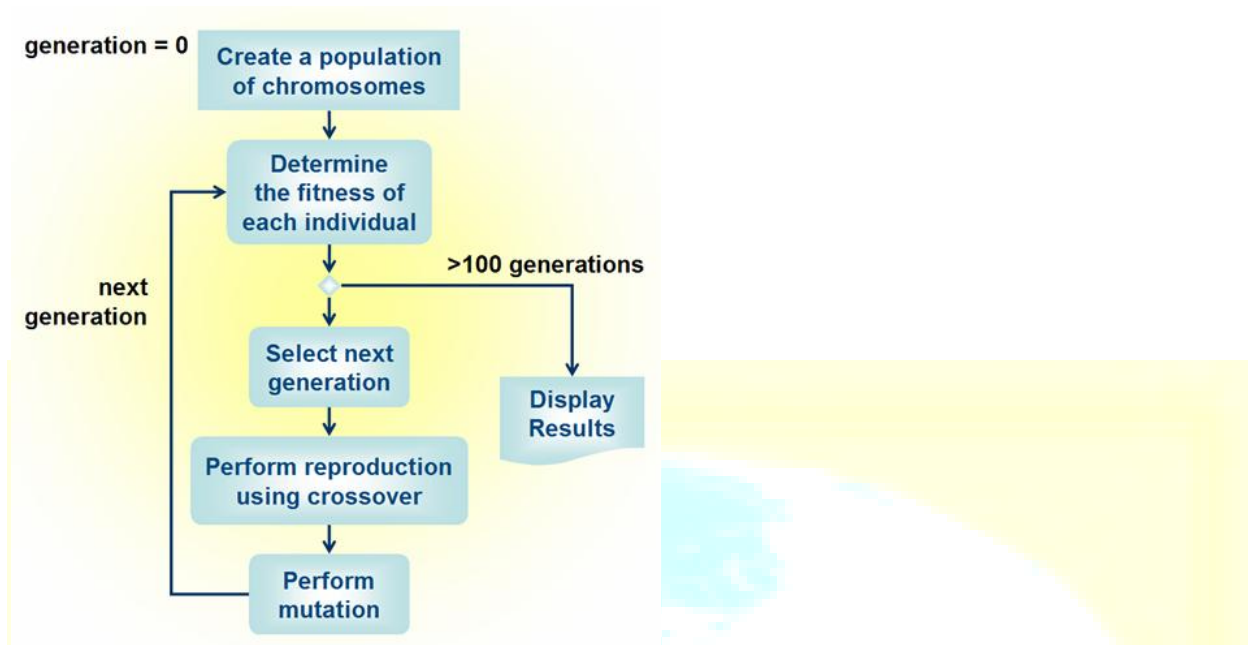 generation = 0
Create a population
of chromosomes
Determine
the fitness of
each individual
>100 generations
next
generation
Select next
generation
Display
Results
Perform reproduction
using crossover
Perform
mutation